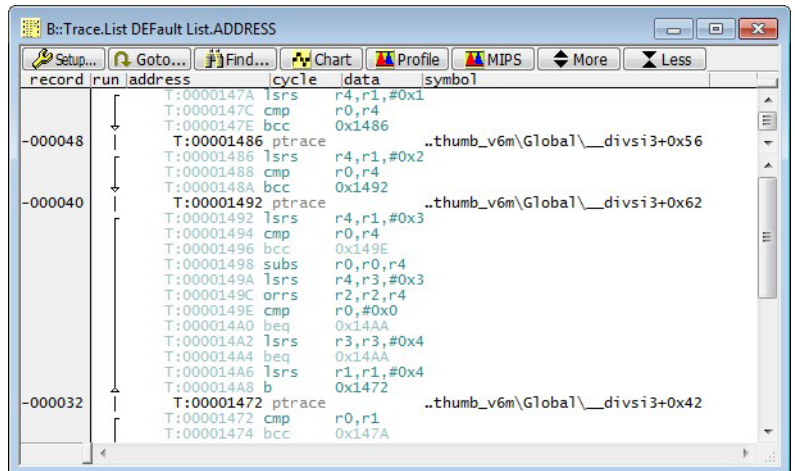 B::Trace.List DEFault List.ADDRESS
Setup... Goto... Find... Chart Profile MIPS More Less
record run address cycle data symbol
T:0000147A lsrs r4,r1,#0x1
T:0000147C cmp r0,r4
T:0000147E bcc 0x1486
-000048 T:00001486 ptrace ..thumb_v6m\Global\__divsi3+0x56
T:00001486 lsrs r4,r1,#0x2
T:00001488 cmp r0,r4
T:0000148A bcc 0x1492
-000040 T:00001492 ptrace ..thumb_v6m\Global\__divsi3+0x62
T:00001492 lsrs r4,r1,#0x3
T:00001494 cmp r0,r4
T:00001496 bcc 0x149E
T:00001498 subs r0,r0,r4
T:0000149A lsrs r4,r3,#0x3
T:0000149C orrs r2,r2,r4
T:0000149E cmp r0,#0x0
T:000014A0 beq 0x14AA
T:000014A2 lsrs r3,r3,#0x4
T:000014A4 beq 0x14AA
T:000014A6 lsrs r1,r1,#0x4
T:000014A8 b 0x1472
-000032 T:00001472 ptrace ..thumb_v6m\Global\__divsi3+0x42
T:00001472 cmp r0,r1
T:00001474 bcc 0x147A